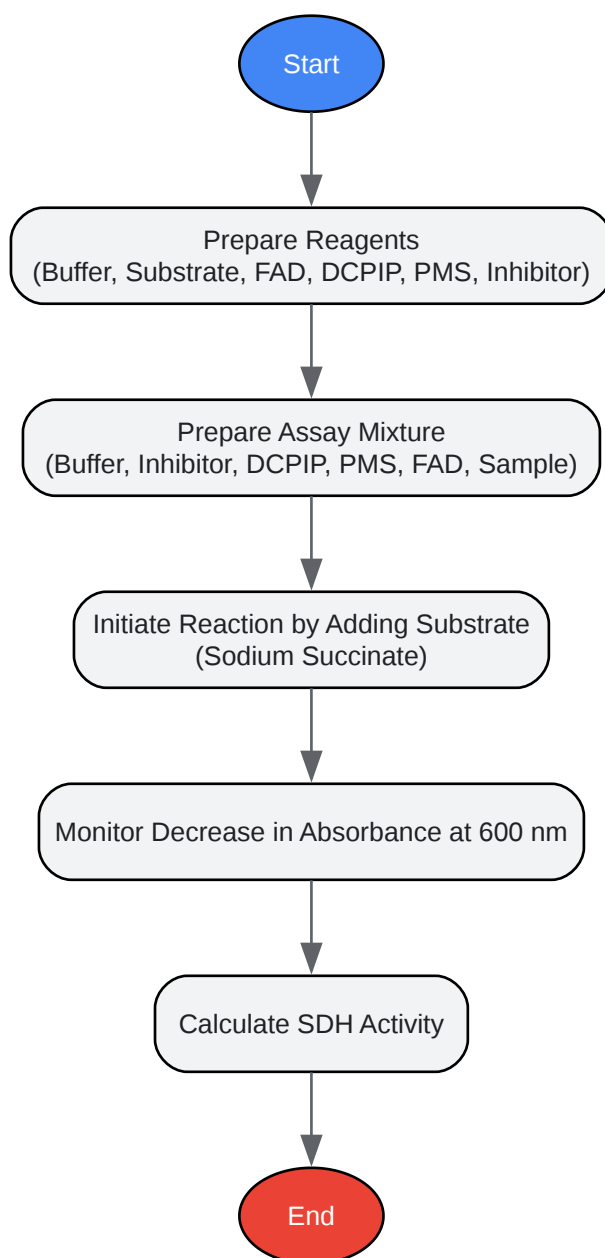 Start
Prepare Reagents
(Buffer, Substrate, FAD, DCPIP, PMS, Inhibitor)
Prepare Assay Mixture
(Buffer, Inhibitor, DCPIP, PMS, FAD, Sample)
Initiate Reaction by Adding Substrate
(Sodium Succinate)
Monitor Decrease in Absorbance at 600 nm
Calculate SDH Activity
End